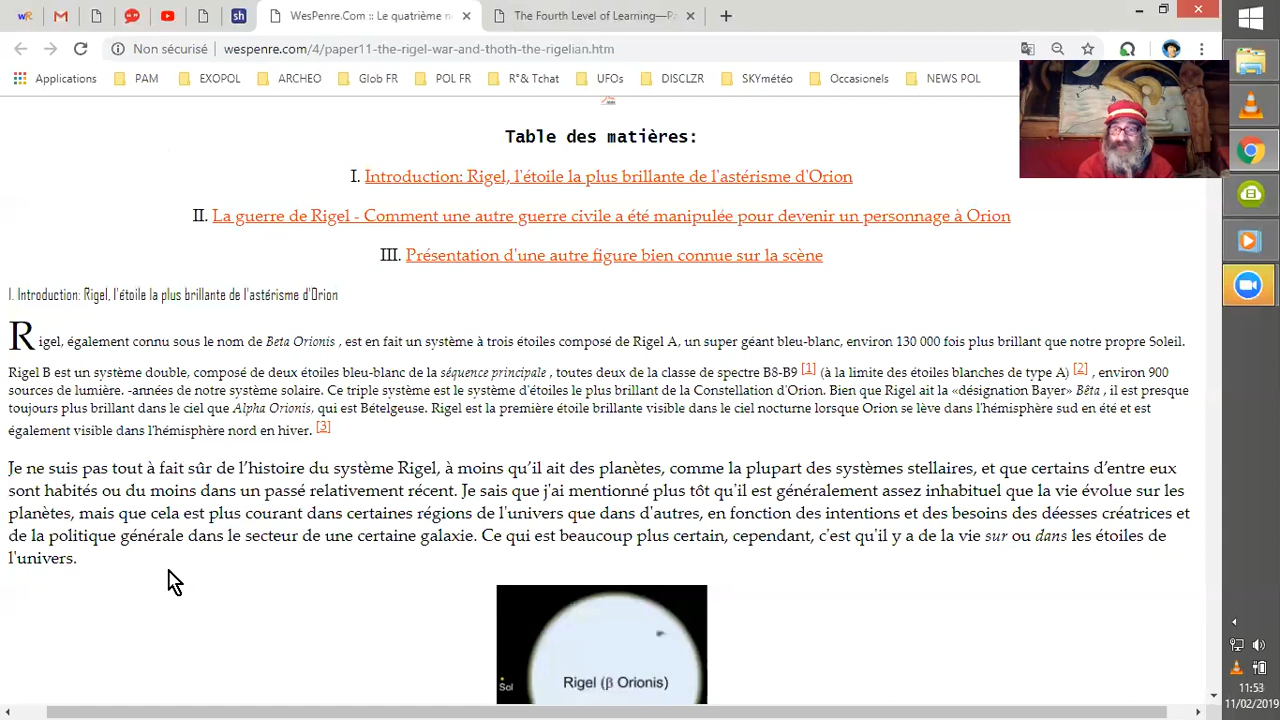 WesPenre.Com :: Le quatrième n
The Fourth Level of Learning—Pa
Non sécurisé
wespenre.com/4/paper11-the-rigel-war-and-thoth-the-rigelian.htm
Applications PAM EXOPOL ARCHEO Glob FR POL FR R°& Tchat UFOs DISCLZR SKYmétéo Occasionels NEWS POL
Table des matières:
I. Introduction: Rigel, l'étoile la plus brillante de l'astérisme d'Orion
II. La guerre de Rigel - Comment une autre guerre civile a été manipulée pour devenir un personnage à Orion
III. Présentation d'une autre figure bien connue sur la scène
I. Introduction: Rigel, l'étoile la plus brillante de l'astérisme d'Orion
Rigel, également connu sous le nom de Beta Orionis , est en fait un système à trois étoiles composé de Rigel A, un super géant bleu-blanc, environ 130 000 fois plus brillant que notre propre Soleil.
Rigel B est un système double, composé de deux étoiles bleu-blanc de la séquence principale , toutes deux de la classe de spectre B8-B9 [1] (à la limite des étoiles blanches de type A) [2] , environ 900
sources de lumière. -années de notre système solaire. Ce triple système est le système d'étoiles le plus brillant de la Constellation d'Orion. Bien que Rigel ait la «désignation Bayer» Bêta , il est presque
toujours plus brillant dans le ciel que Alpha Orionis, qui est Bételgeuse. Rigel est la première étoile brillante visible dans le ciel nocturne lorsque Orion se lève dans l'hémisphère sud en été et est
également visible dans l'hémisphère nord en hiver. [3]
Je ne suis pas tout à fait sûr de l’histoire du système Rigel, à moins qu’il ait des planètes, comme la plupart des systèmes stellaires, et que certains d’entre eux
sont habités ou du moins dans un passé relativement récent. Je sais que j'ai mentionné plus tôt qu'il est généralement assez inhabituel que la vie évolue sur les
planètes, mais que cela est plus courant dans certaines régions de l'univers que dans d'autres, en fonction des intentions et des besoins des déesses créatrices et
de la politique générale dans le secteur de une certaine galaxie. Ce qui est beaucoup plus certain, cependant, c'est qu'il y a de la vie sur ou dans les étoiles de
l'univers.
Sol
Rigel (β Orionis)
11:53
11/02/2019